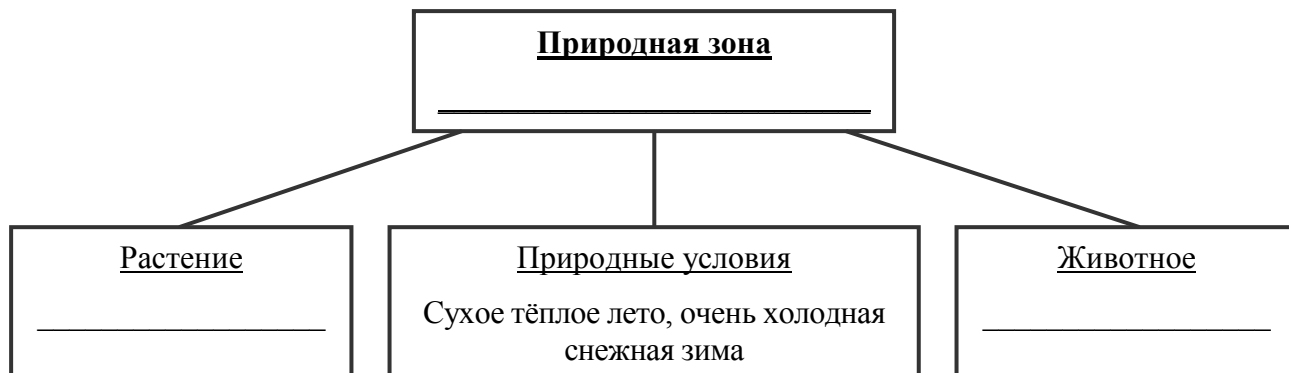 Природная зона
Растение
Природные условия
Сухое тёплое лето, очень холодная
снежная зима
Животное